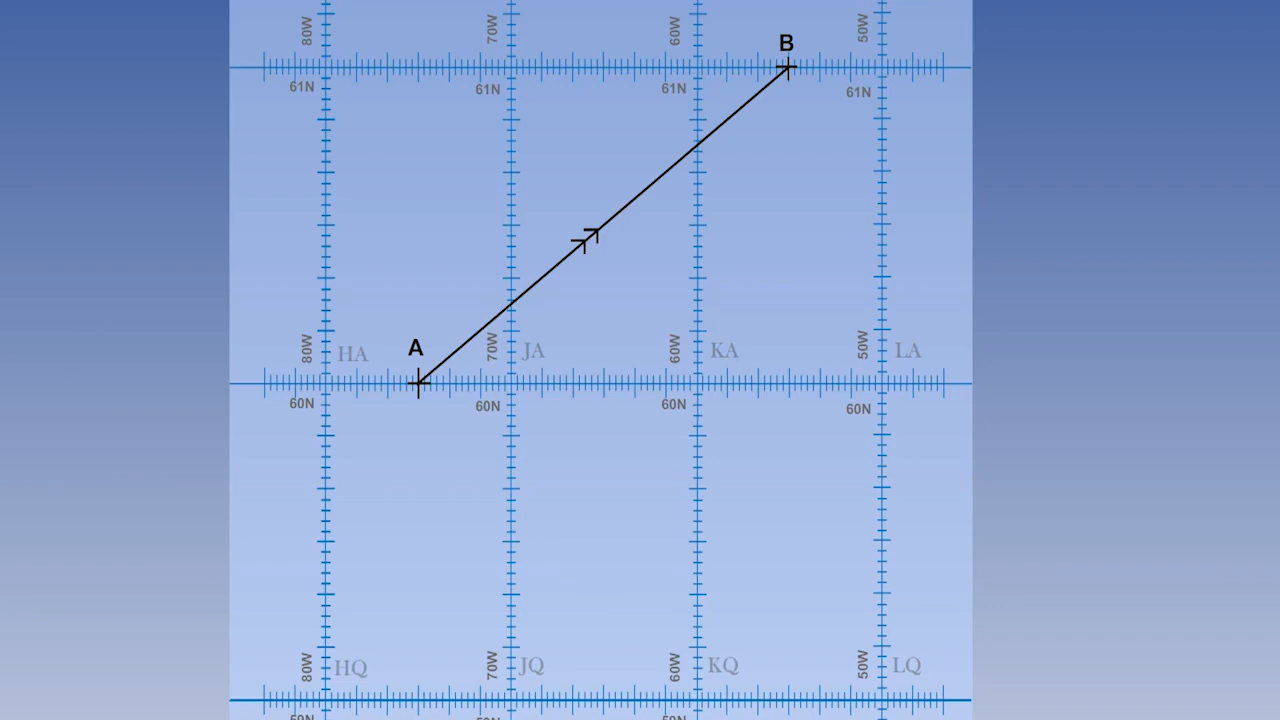 80W 70W 60W 50W
B
61N 61N 61N 61N
A
80W HA 70W JA 60W KA 50W LA
60N 60N 60N 60N
80W HQ 70W JQ 60W KQ 50W LQ